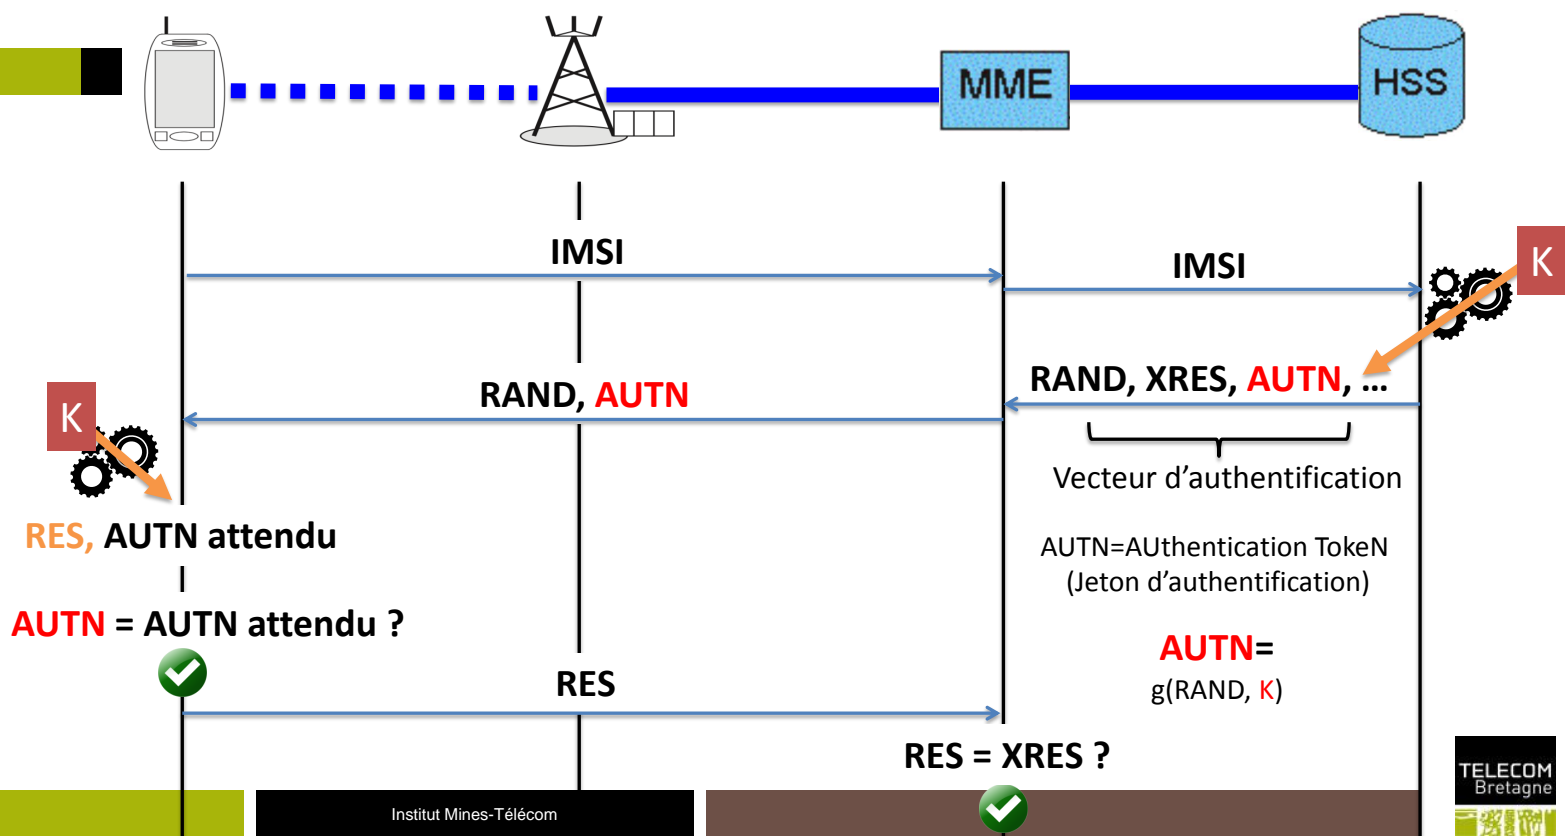 MME
HSS
IMSI
IMSI
K
RAND, XRES, AUTN, ...
RAND, AUTN
K
Vecteur d'authentification
RES, AUTN attendu
AUTN=AUthentication TokeN
(Jeton d'authentification)
AUTN = AUTN attendu ?
AUTN=
g(RAND, K)
RES
RES = XRES ?
TELECOM
Bretagne
Institut Mines-Télécom